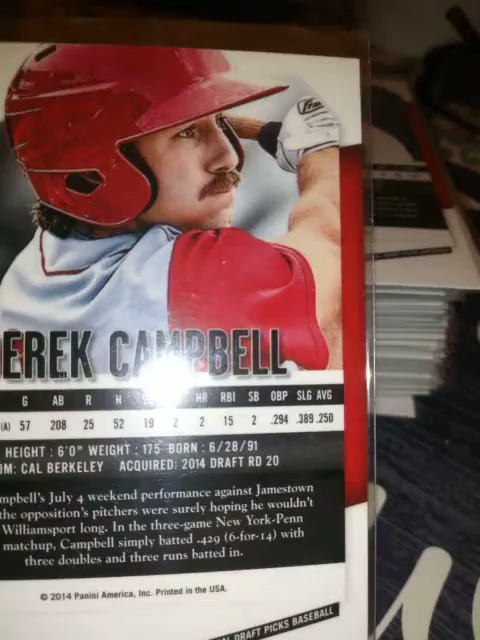 EREK CAMPBELL
G AB R H HR RBI SB OBP SLG AVG
(A) 57 208 25 52 19 2 2 15 2 .294 .389 .250
HEIGHT : 6'0" WEIGHT : 175 BORN : 6/28/91
OM: CAL BERKELEY ACQUIRED: 2014 DRAFT RD 20
mpbell's July 4 weekend performance against Jamestown
the opposition's pitchers were surely hoping he wouldn't
Williamsport long. In the three-game New York-Penn
matchup, Campbell simply batted .429 (6-for-14) with
three doubles and three runs batted in.
© 2014 Panini America, Inc. Printed in the USA.
DRAFT PICKS BASEBALL